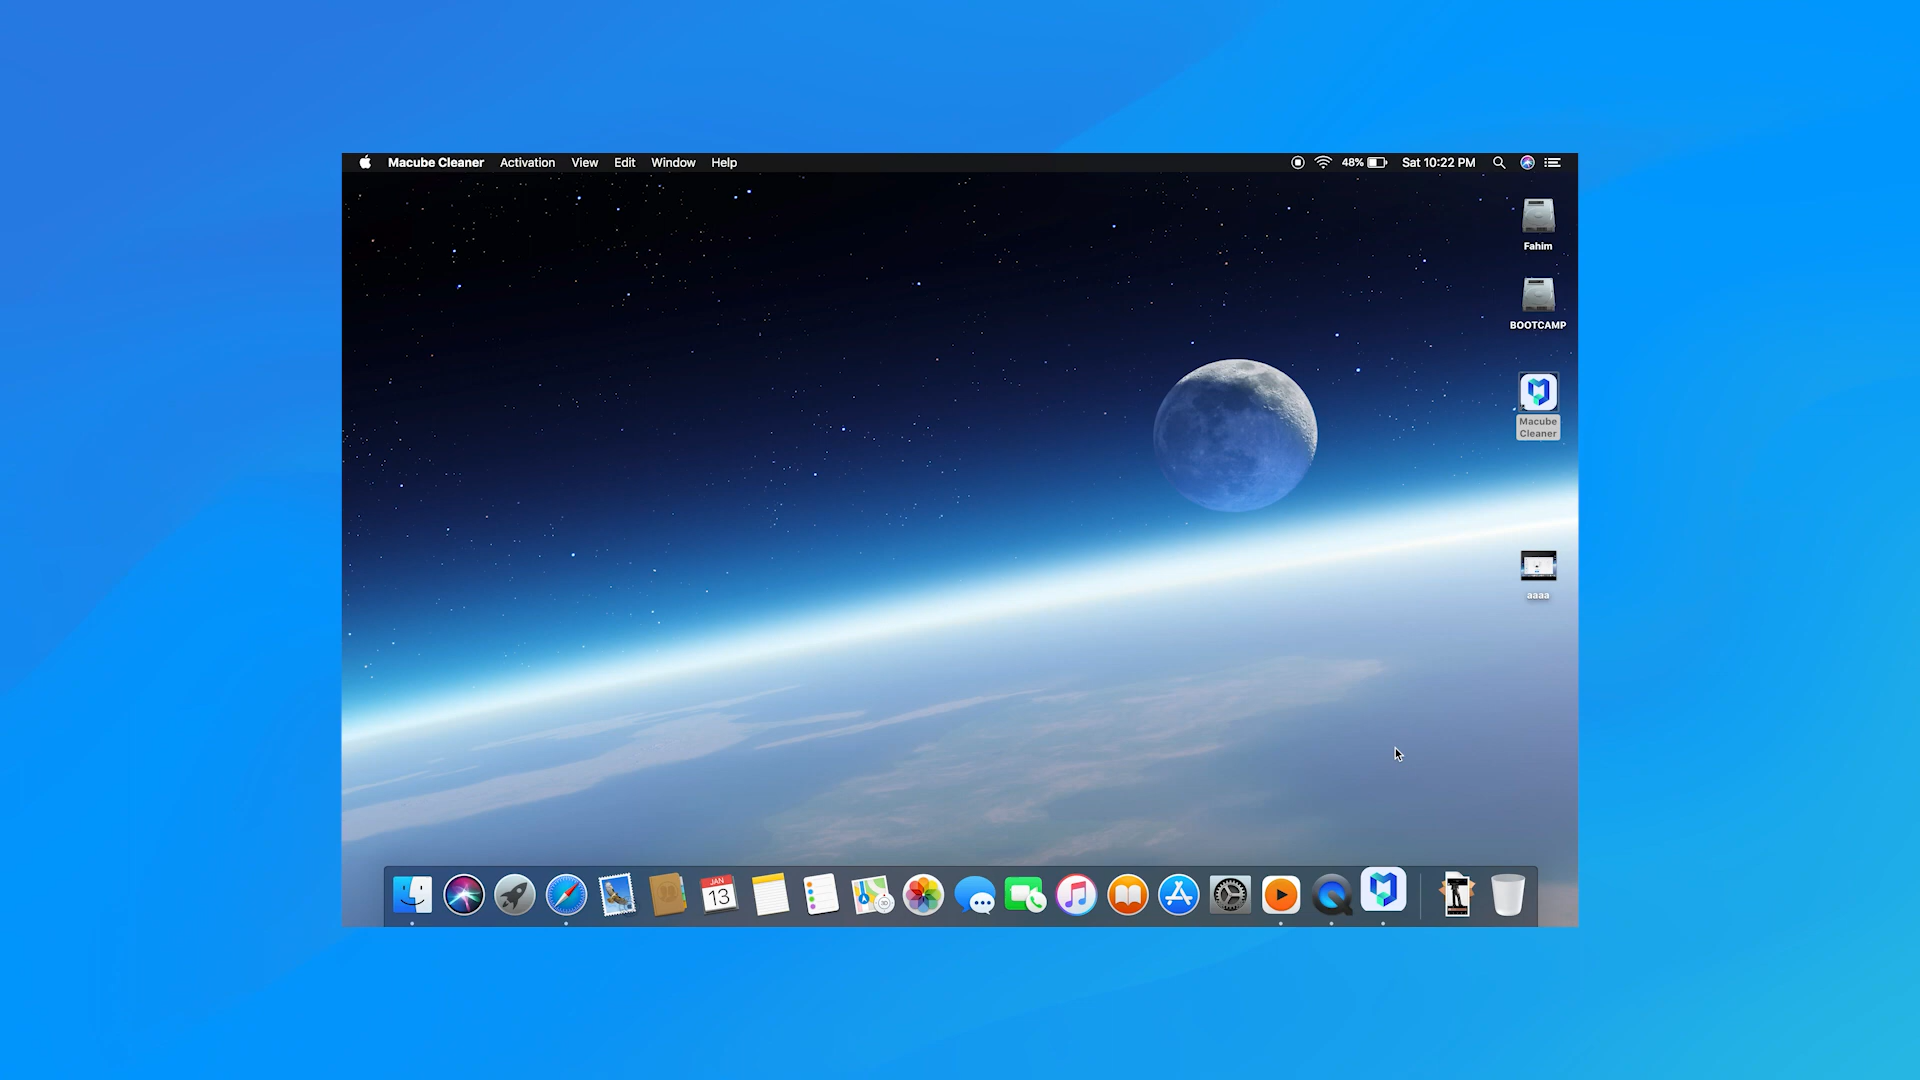 Macube Cleaner Activation View Edit Window Help 48% Sat 10:22 PM
Fahim
BOOTCAMP
Macube
Cleaner
aaaa
JAN
13
3D